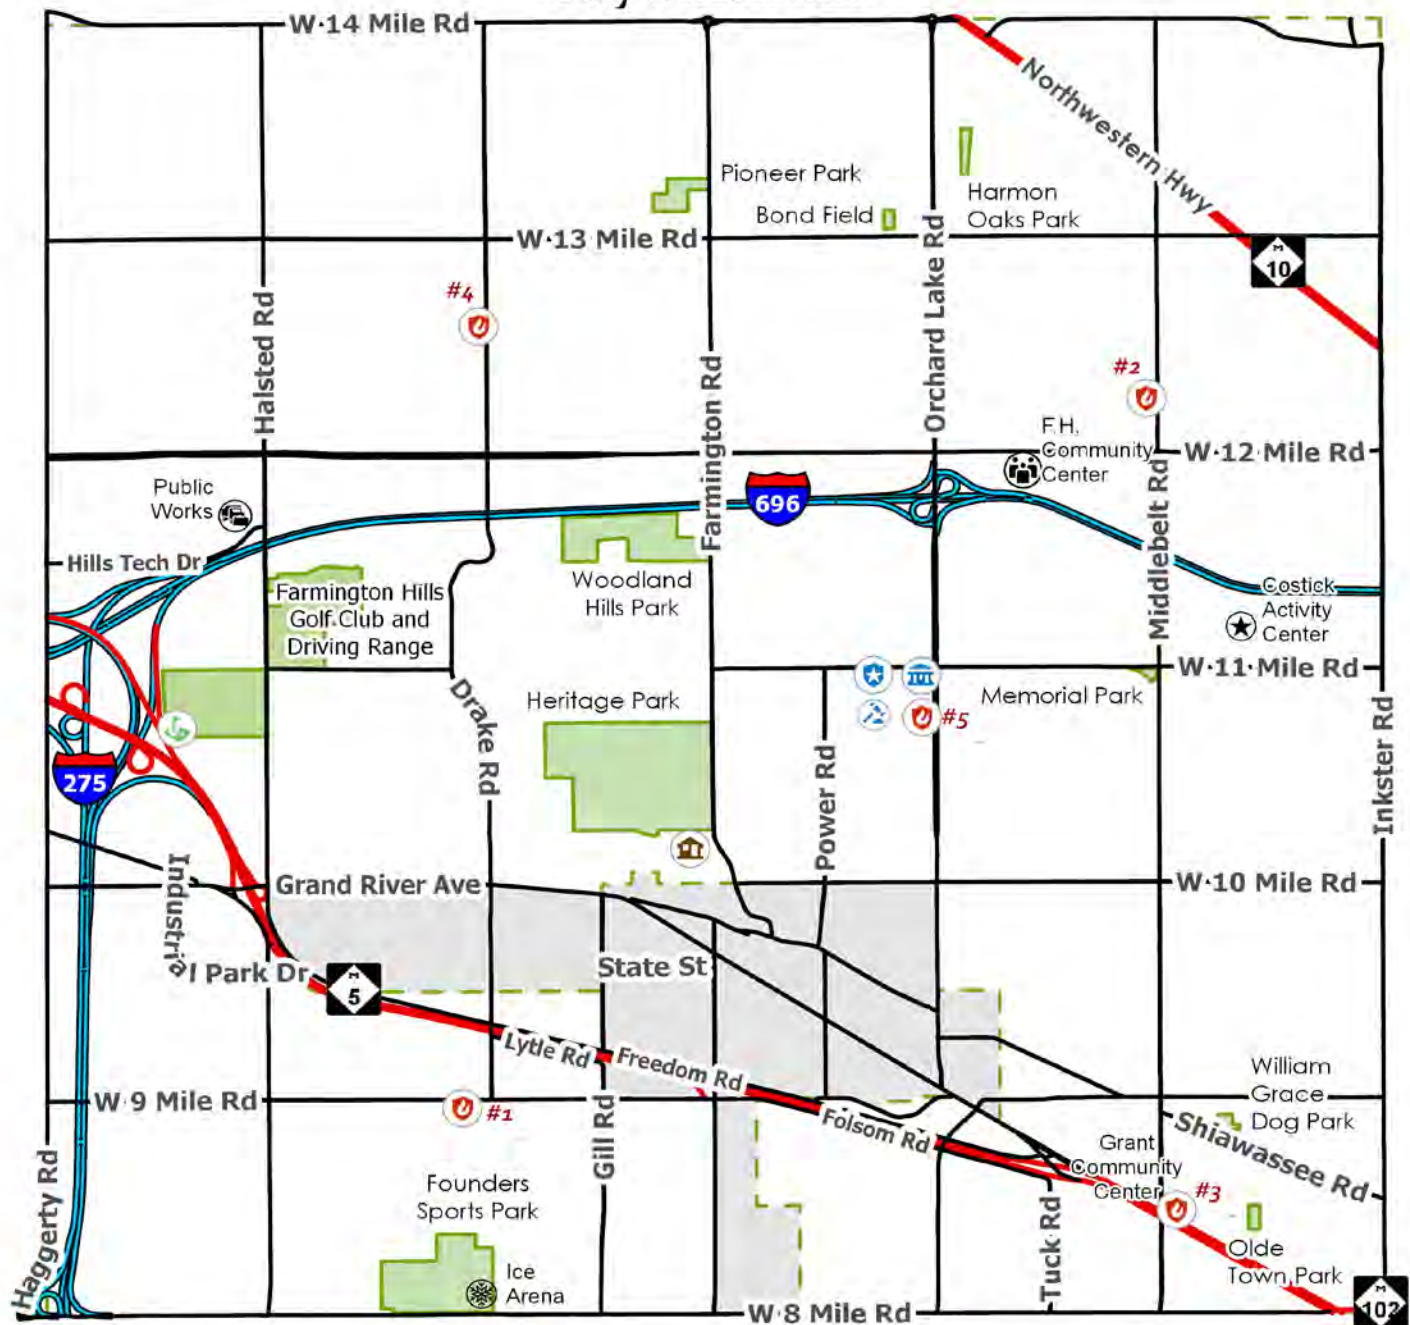 W 14 Mile Rd
Northwestern Hwy
Pioneer Park
Harmon
Oaks Park
Bond Field
W 13 Mile Rd
M
10
#4
Halsted Rd
Farmington Rd
Orchard Lake Rd
#2
F.H.
Community
Center
W 12 Mile Rd
Public
Works
696
Middlebelt Rd
Hills Tech Dr
Farmington Hills
Golf Club and
Driving Range
Woodland
Hills Park
Costick
Activity
Center
W 11 Mile Rd
Heritage Park
Memorial Park
Drake Rd
#5
Inkster Rd
275
Power Rd
Grand River Ave
W 10 Mile Rd
Industrial Park Dr
State St
M
5
Lytle Rd
Freedom Rd
W 9 Mile Rd
#1
Gill Rd
Folsom Rd
William
Grace
Dog Park
Shiawassee Rd
Grant
Community
Center
#3
Haggerty Rd
Founders
Sports Park
Tuck Rd
Olde
Town Park
Ice
Arena
W 8 Mile Rd
M
102